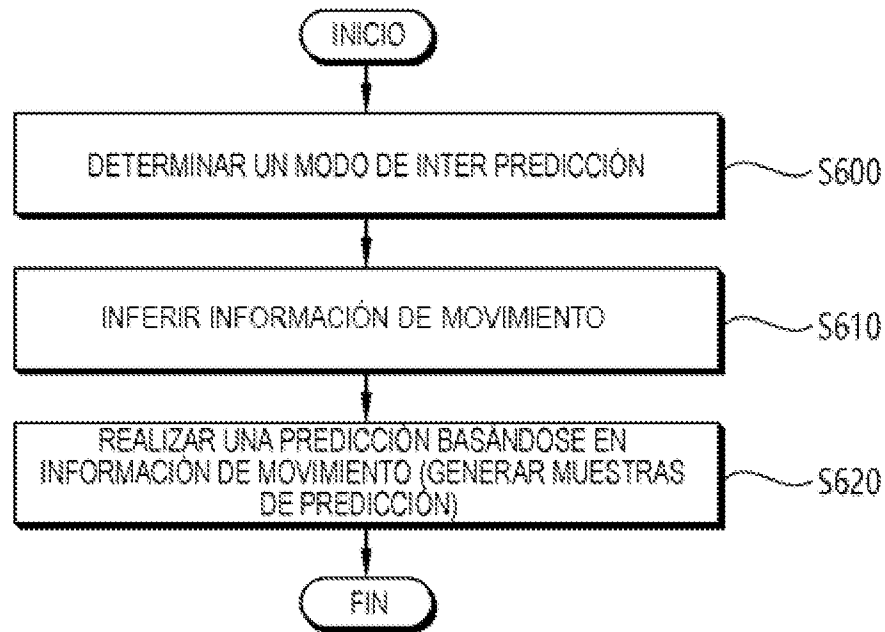 INICIO
DETERMINAR UN MODO DE INTER PREDICCIÓN
S600
INFERIR INFORMACIÓN DE MOVIMIENTO
S610
REALIZAR UNA PREDICCIÓN BASÁNDOSE EN
INFORMACIÓN DE MOVIMIENTO (GENERAR MUESTRAS
DE PREDICCIÓN)
S620
FIN